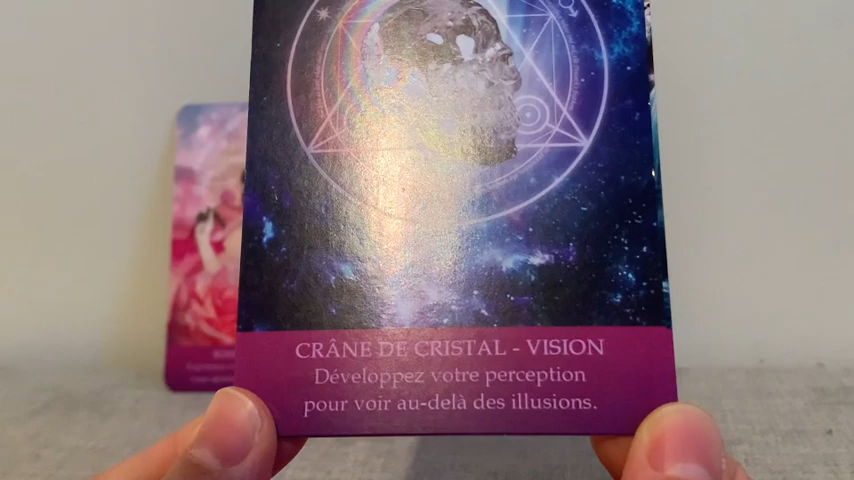 CRÂNE DE CRISTAL - VISION
Développez votre perception
pour voir au-delà des illusions.